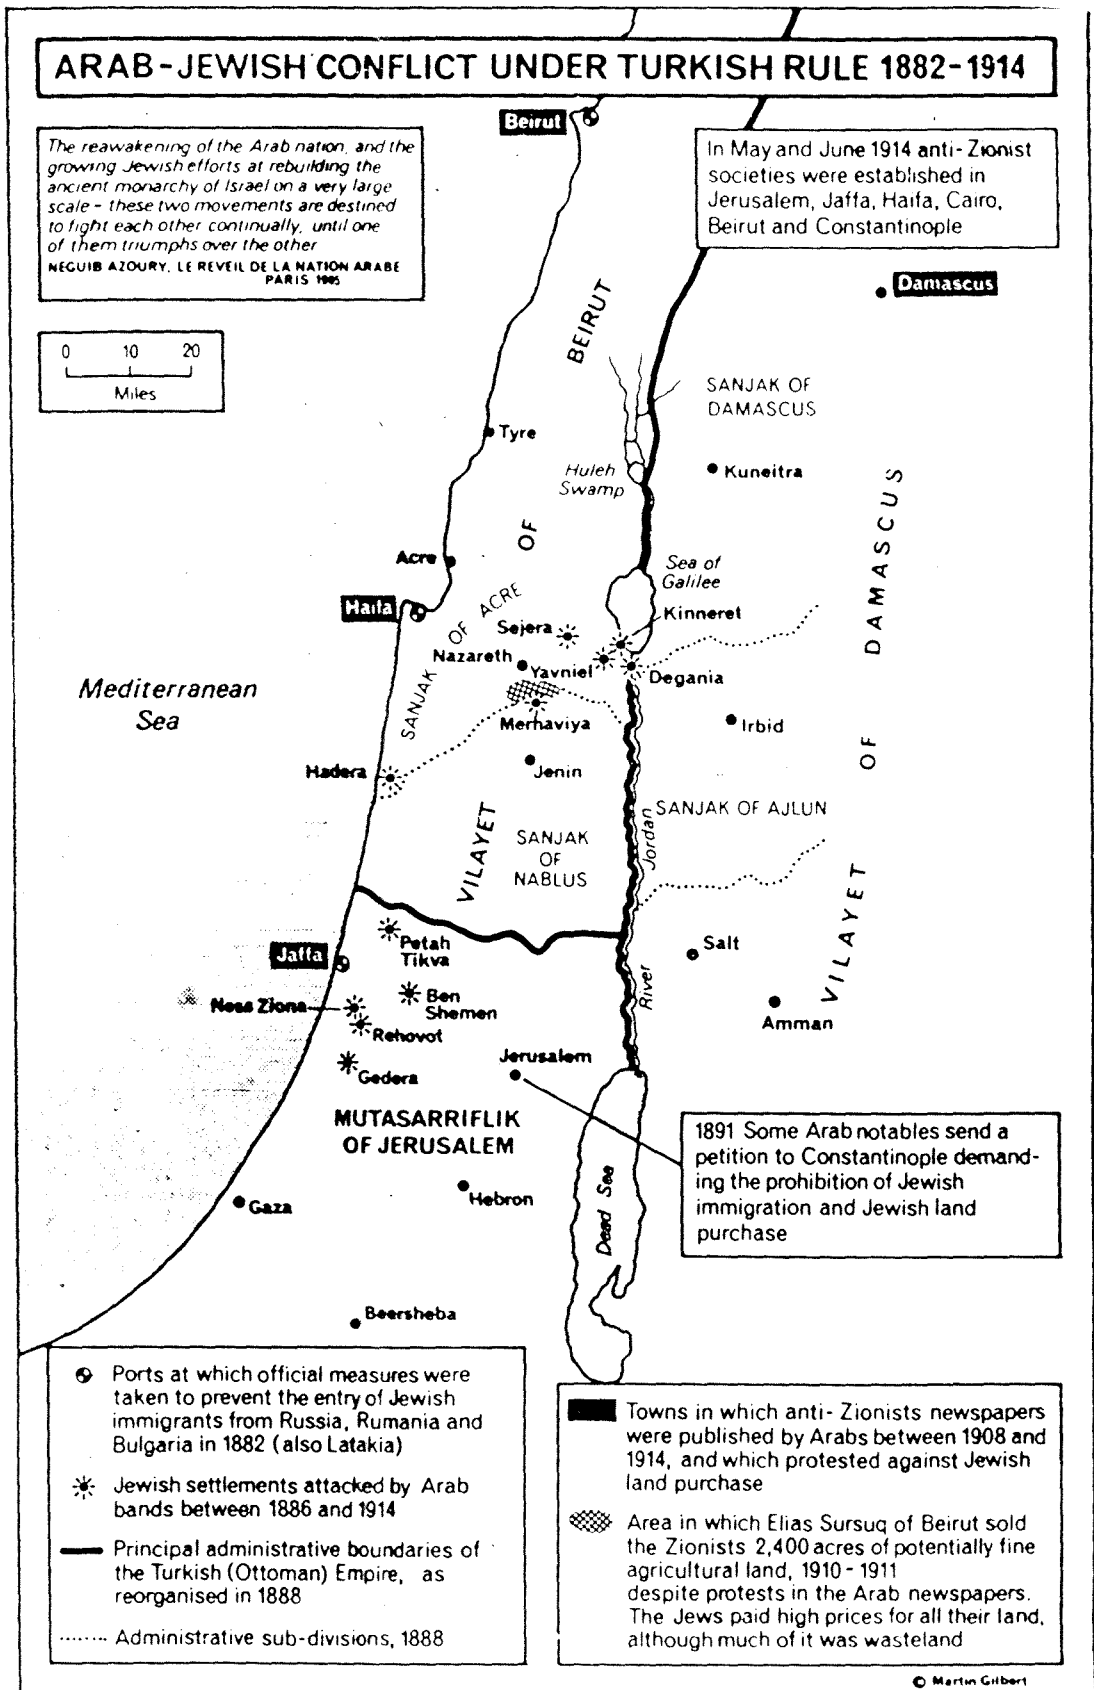 ARAB-JEWISH CONFLICT UNDER TURKISH RULE 1882-1914
Beirut
The reawakening of the Arab nation, and the
growing Jewish efforts at rebuilding the
ancient monarchy of Israel on a very large
scale - these two movements are destined
to fight each other continually, until one
of them triumphs over the other
NEGUIB AZOURY, LE REVEIL DE LA NATION ARABE
PARIS 1905
In May and June 1914 anti-Zionist
societies were established in
Jerusalem, Jaffa, Haifa, Cairo,
Beirut and Constantinople
Damascus
0 10 20
Miles
BEIRUT
SANJAK OF
DAMASCUS
Tyre
Kuneitra
Huleh
Swamp
OF
DAMASCUS
Acre
Sea of
Galilee
Haifa
SANJAK OF ACRE
Kinneret
Sejera
Nazareth
Yavniel
Degania
Mediterranean
Sea
Merhaviya
Irbid
OF
Hadera
Jenin
VILAYET
SANJAK
OF
NABLUS
Jordan
SANJAK OF AJLUN
VILAYET
Petah
Tikva
Jaffa
Salt
River
Ness Ziona
Ben
Shemen
Amman
Rehovot
Jerusalem
Gedera
MUTASARRIFLIK
OF JERUSALEM
1891 Some Arab notables send a
petition to Constantinople demand-
ing the prohibition of Jewish
immigration and Jewish land
purchase
Dead Sea
Gaza
Hebron
Beersheba
Ports at which official measures were
taken to prevent the entry of Jewish
immigrants from Russia, Rumania and
Bulgaria in 1882 (also Latakia)
Jewish settlements attacked by Arab
bands between 1886 and 1914
Principal administrative boundaries of
the Turkish (Ottoman) Empire, as
reorganised in 1888
Administrative sub-divisions, 1888
Towns in which anti-Zionists newspapers
were published by Arabs between 1908 and
1914, and which protested against Jewish
land purchase
Area in which Elias Sursuq of Beirut sold
the Zionists 2,400 acres of potentially fine
agricultural land, 1910-1911
despite protests in the Arab newspapers.
The Jews paid high prices for all their land,
although much of it was wasteland
© Martin Gilbert